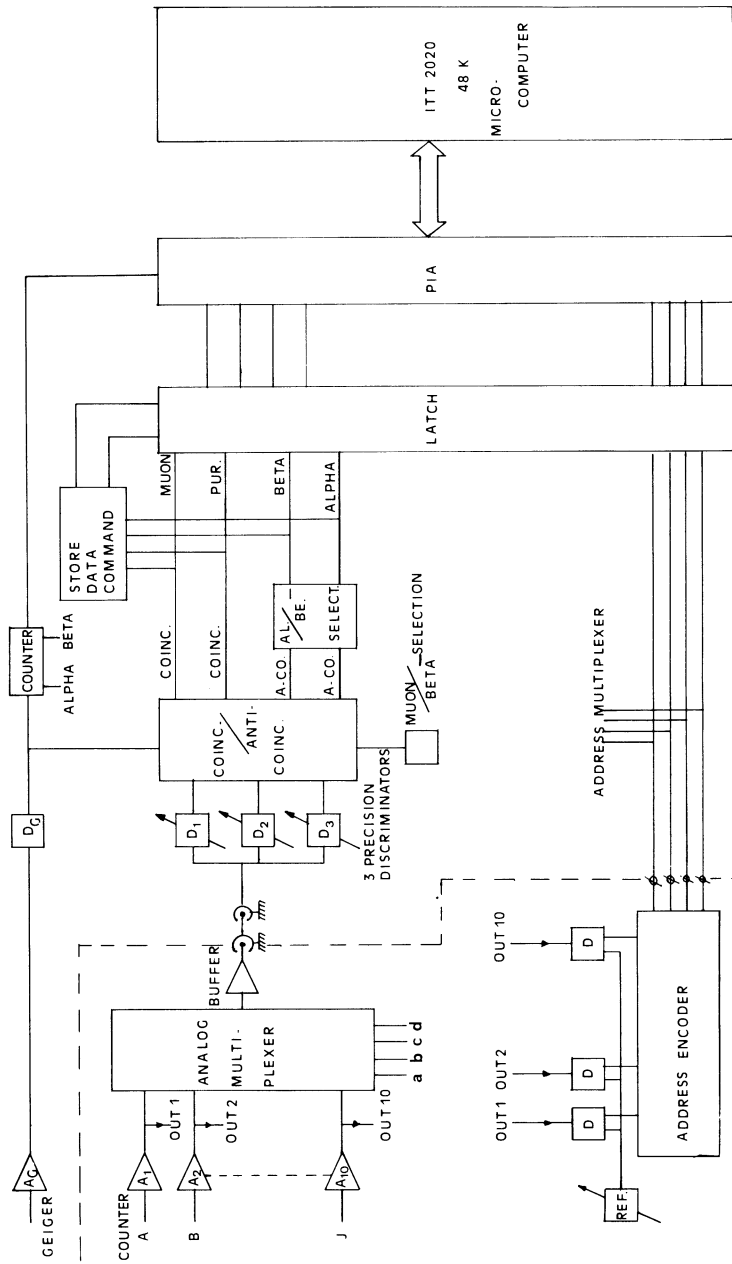 GEIGER
A_G
D_G
COUNTER
ALPHA BETA
COUNTER
A
B
J
A₁
A₂
A₁₀
OUT 1
OUT 2
OUT 10
ANALOG
MULTI-
PLEXER
a b c d
BUFFER
D₁
D₂
D₃
3 PRECISION
DISCRIMINATORS
COINC./
ANTI-
COINC.
MUON/
BETA
SELECTION
COINC.
COINC.
A-CO.
A-CO.
AL./
BE.
SELECT.
STORE
DATA
COMMAND
MUON
PUR.
BETA
ALPHA
LATCH
PIA
ITT 2020
48 K
MICRO-
COMPUTER
REF.
OUT1
OUT2
OUT10
D
D
D
ADDRESS ENCODER
ADDRESS MULTIPLEXER